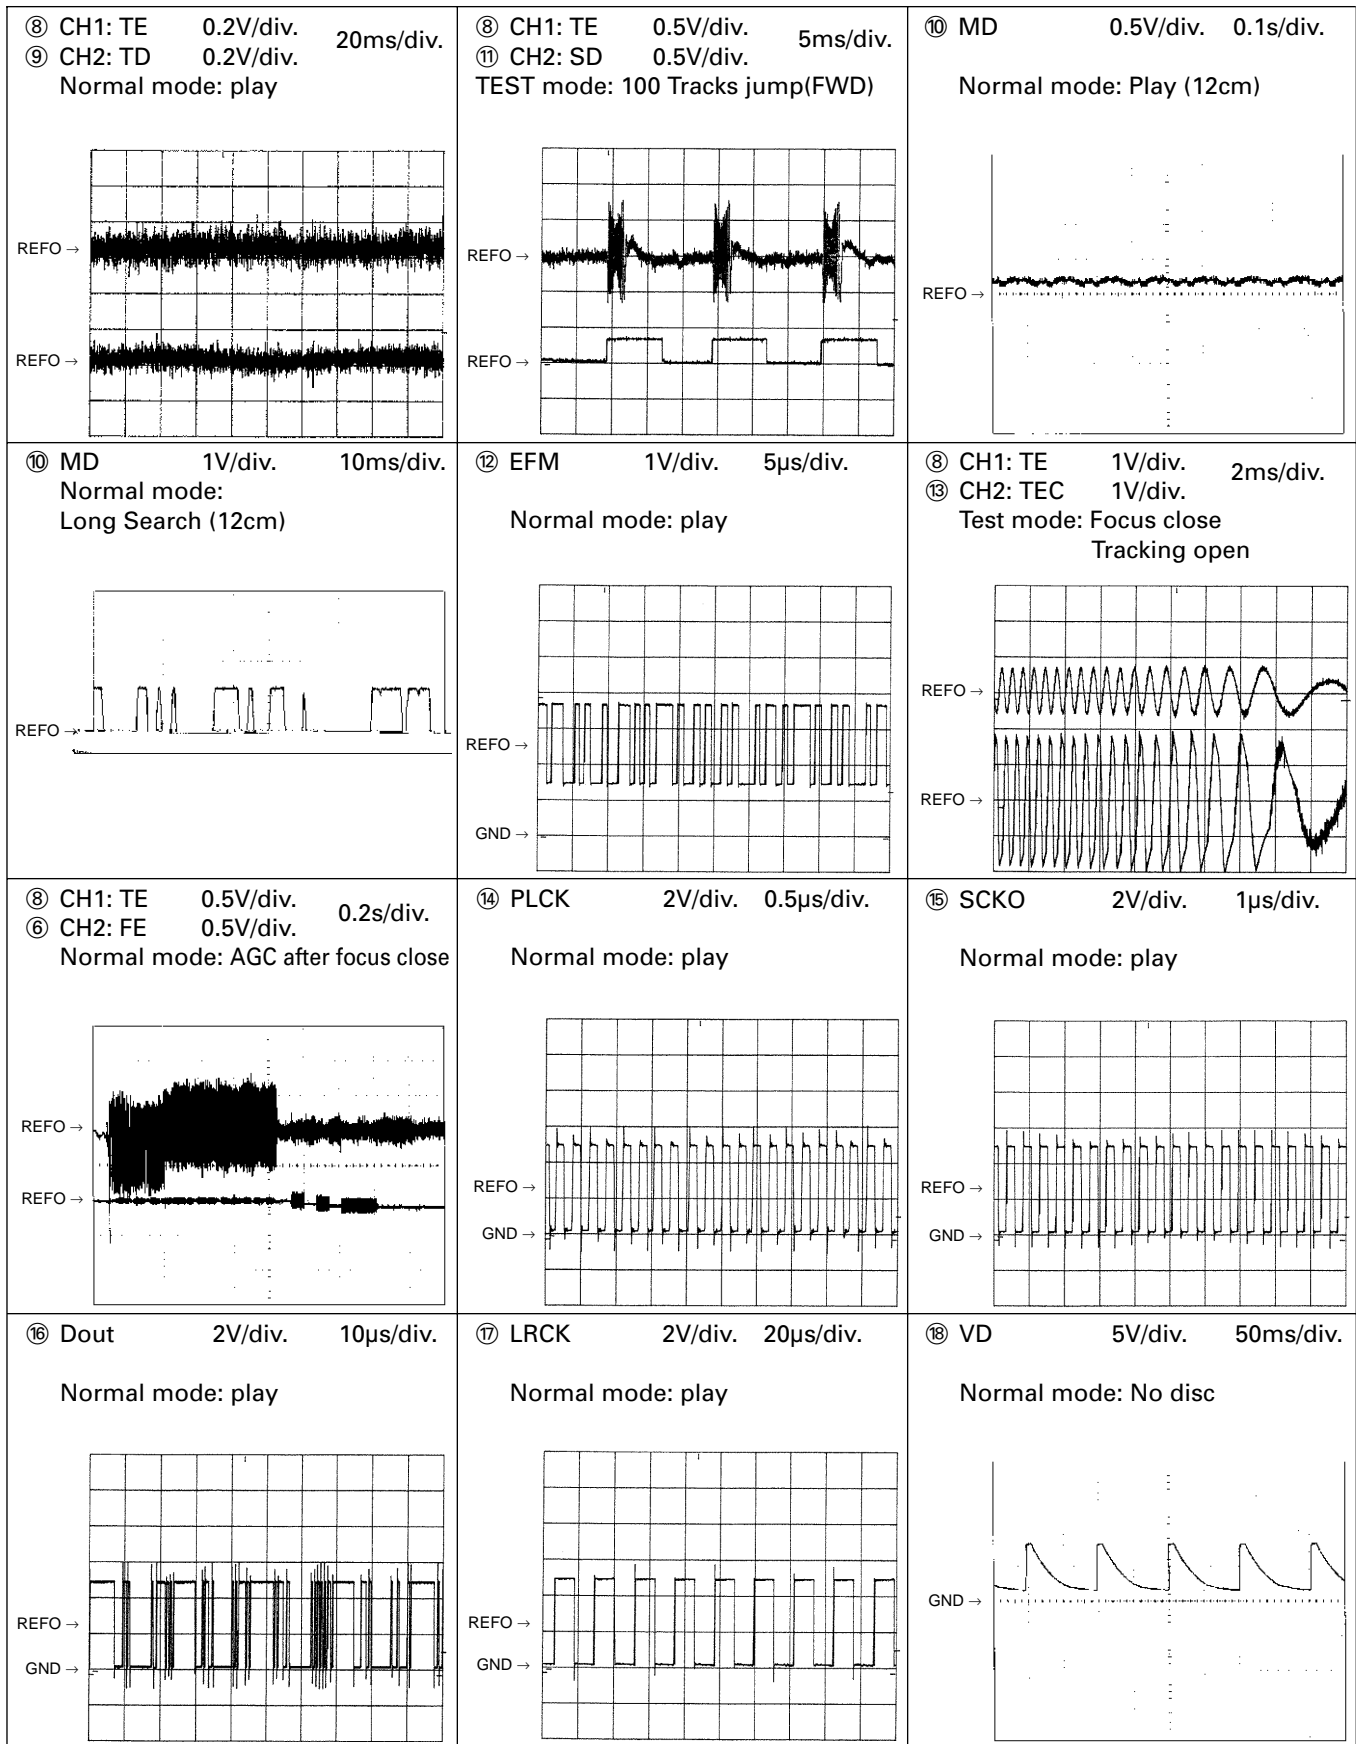 ⑧ CH1: TE 0.2V/div. 20ms/div.
⑨ CH2: TD 0.2V/div.
Normal mode: play
REFO →
REFO →
⑧ CH1: TE 0.5V/div. 5ms/div.
⑪ CH2: SD 0.5V/div.
TEST mode: 100 Tracks jump(FWD)
REFO →
REFO →
⑩ MD 0.5V/div. 0.1s/div.
Normal mode: Play (12cm)
REFO →
⑩ MD 1V/div. 10ms/div.
Normal mode:
Long Search (12cm)
REFO →
⑫ EFM 1V/div. 5µs/div.
Normal mode: play
REFO →
GND →
⑧ CH1: TE 1V/div. 2ms/div.
⑬ CH2: TEC 1V/div.
Test mode: Focus close
Tracking open
REFO →
REFO →
⑧ CH1: TE 0.5V/div. 0.2s/div.
⑥ CH2: FE 0.5V/div.
Normal mode: AGC after focus close
REFO →
REFO →
⑭ PLCK 2V/div. 0.5µs/div.
Normal mode: play
REFO →
GND →
⑮ SCKO 2V/div. 1µs/div.
Normal mode: play
REFO →
GND →
⑯ Dout 2V/div. 10µs/div.
Normal mode: play
REFO →
GND →
⑰ LRCK 2V/div. 20µs/div.
Normal mode: play
REFO →
GND →
⑱ VD 5V/div. 50ms/div.
Normal mode: No disc
GND →